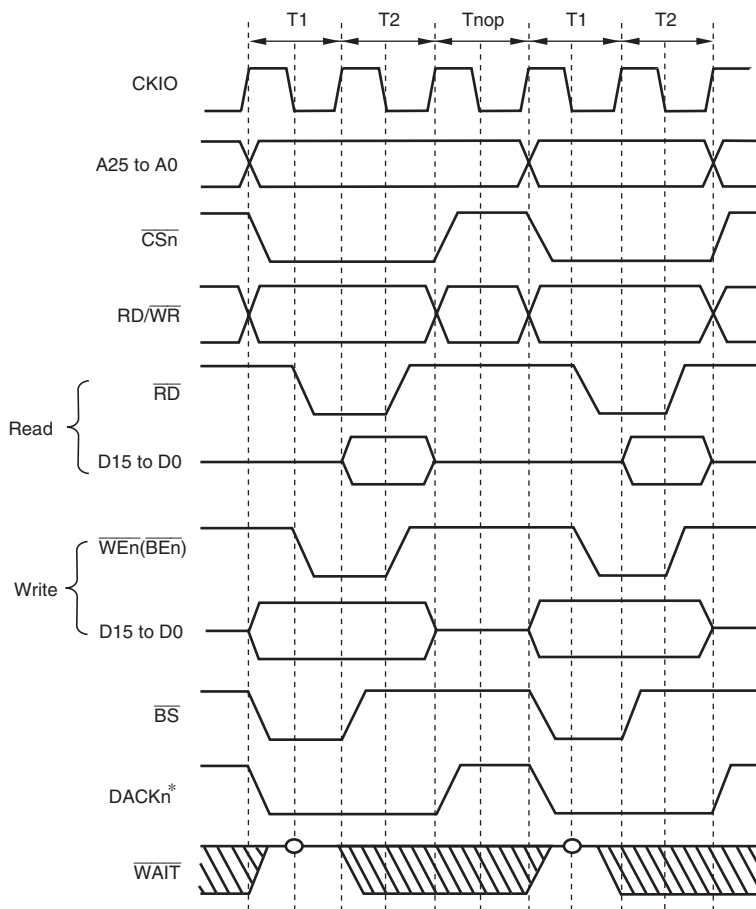 T1 T2 Tnop T1 T2
CKIO
A25 to A0
CSn
RD/WR
RD
Read
D15 to D0
WEn(BEn)
Write
D15 to D0
BS
DACKn*
WAIT